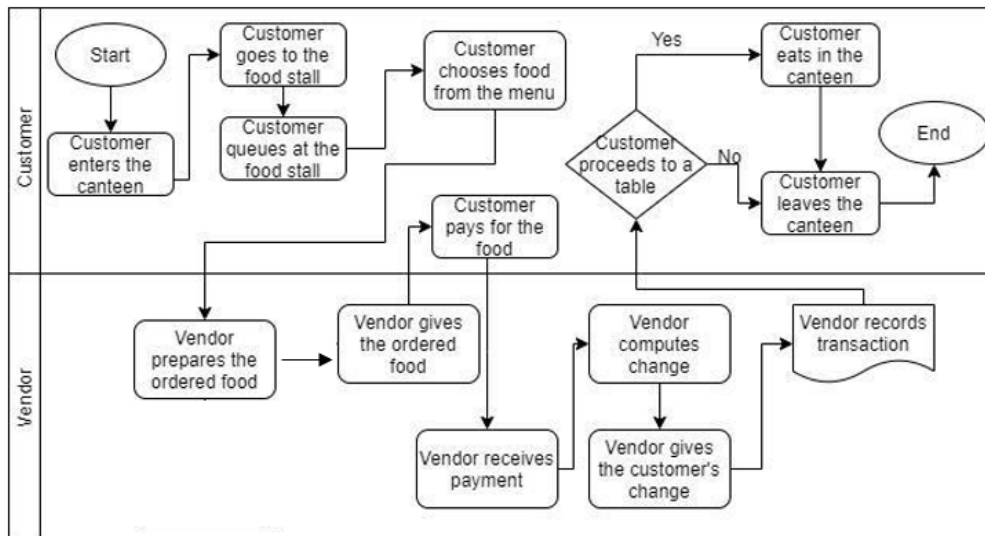 Customer
Start
Customer
enters the
canteen
Customer
goes to the
food stall
Customer
queues at the
food stall
Customer
chooses food
from the menu
Customer
pays for the
food
Customer
proceeds to a
table
Yes
No
Customer
eats in the
canteen
Customer
leaves the
canteen
End
Vendor
Vendor
prepares the
ordered food
Vendor gives
the ordered
food
Vendor receives
payment
Vendor
computes
change
Vendor gives
the customer's
change
Vendor records
transaction